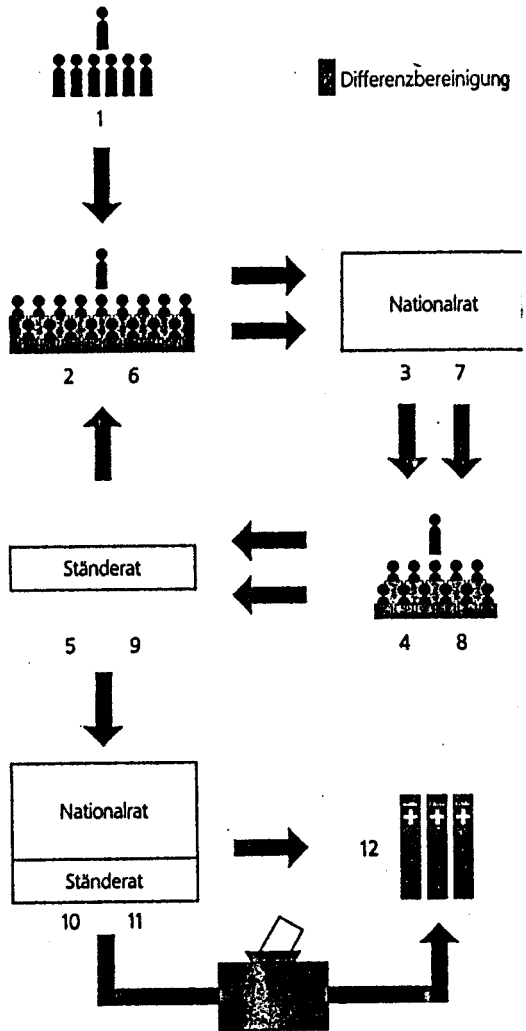 1
Differenzbereinigung
2 6
Nationalrat
3 7
Ständerat
5 9
4 8
Nationalrat
Ständerat
10 11
12